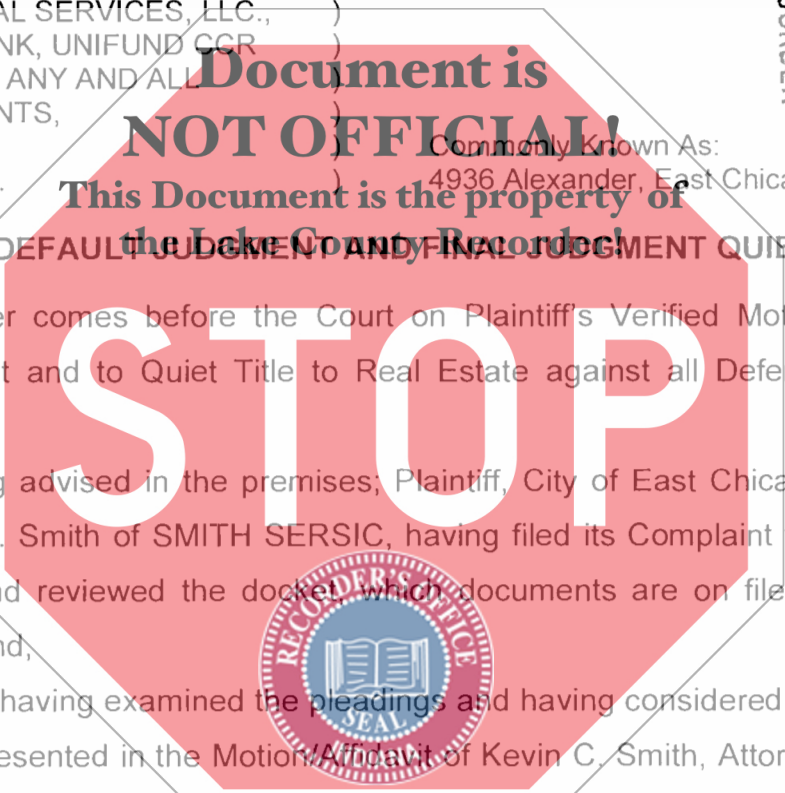 AL SERVICES, LLC., )
NK, UNIFUND CCR )
ANY AND ALL )
NTS, )
Document is
NOT OFFICIAL!
This Document is the property of
the Lake County Recorder!
Commonly Known As:
4936 Alexander, East Chica
DEFAULT JUDGMENT AND FINAL JUDGMENT QUIE
er comes before the Court on Plaintiff's Verified Mot
t and to Quiet Title to Real Estate against all Defe
STOP
g advised in the premises; Plaintiff, City of East Chica
. Smith of SMITH SERSIC, having filed its Complaint
nd reviewed the docket, which documents are on file
nd,
having examined the pleadings and having considered
esented in the Motion/Affidavit of Kevin C. Smith, Attor
RECORDER'S OFFICE
SEAL
INDIANA